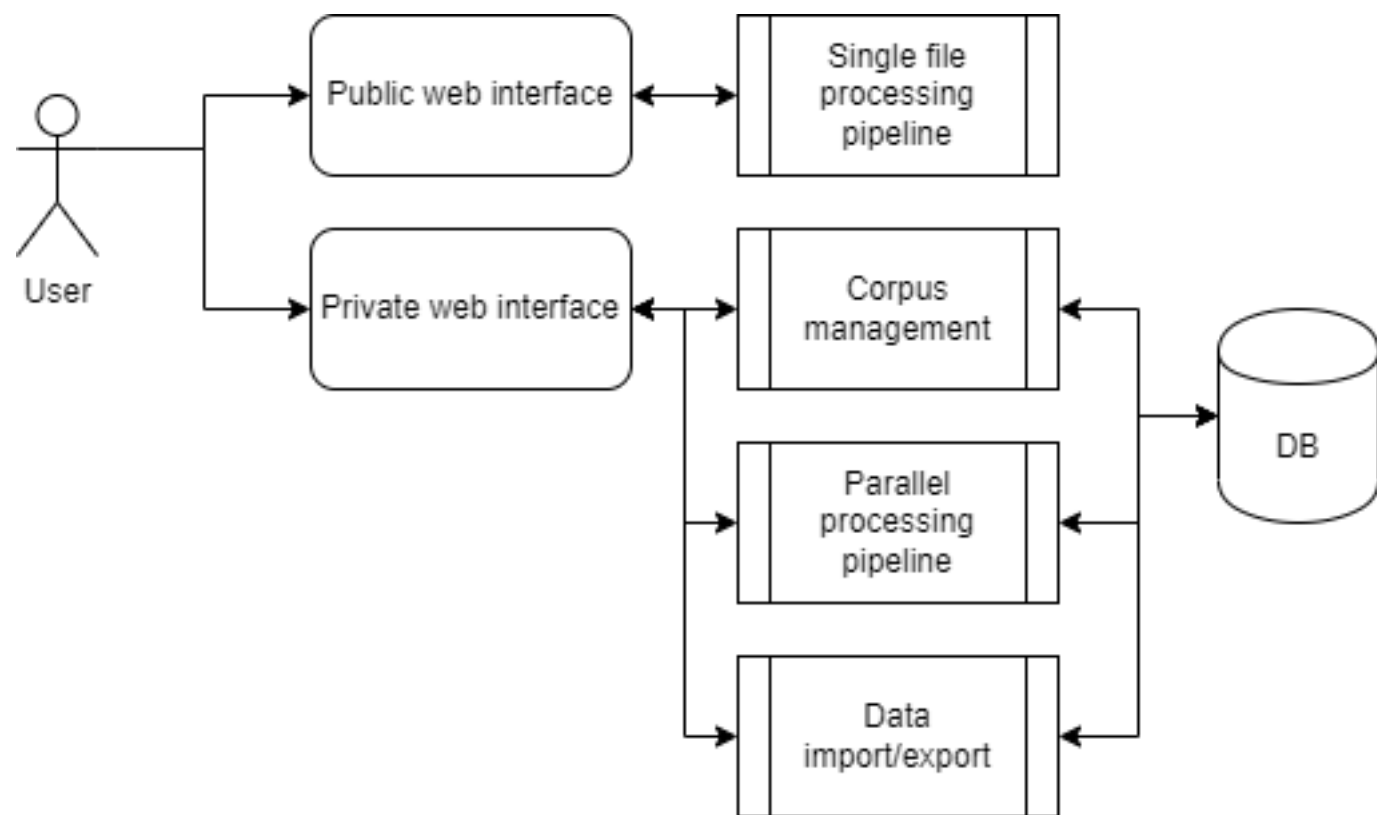 Public web interface
Single file
processing
pipeline
User
Private web interface
Corpus
management
DB
Parallel
processing
pipeline
Data
import/export